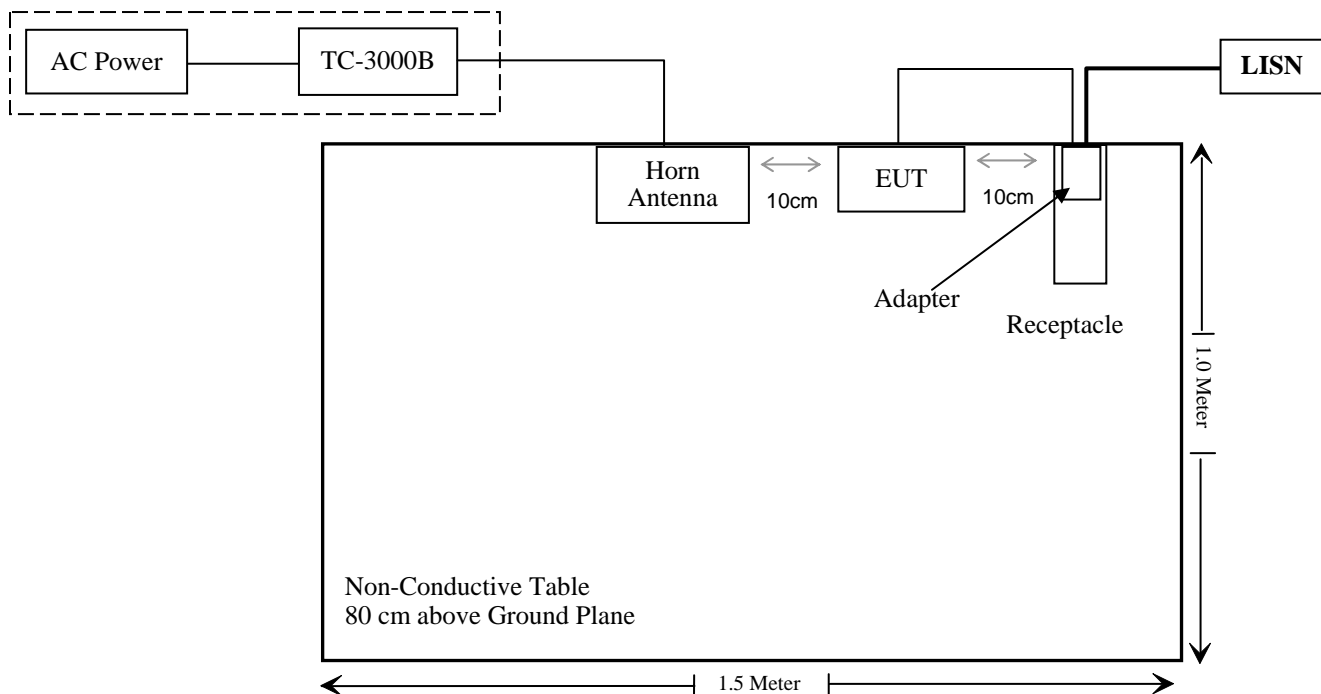 AC Power
TC-3000B
LISN
Horn
Antenna
10cm
EUT
10cm
Adapter
Receptacle
1.0 Meter
Non-Conductive Table
80 cm above Ground Plane
1.5 Meter